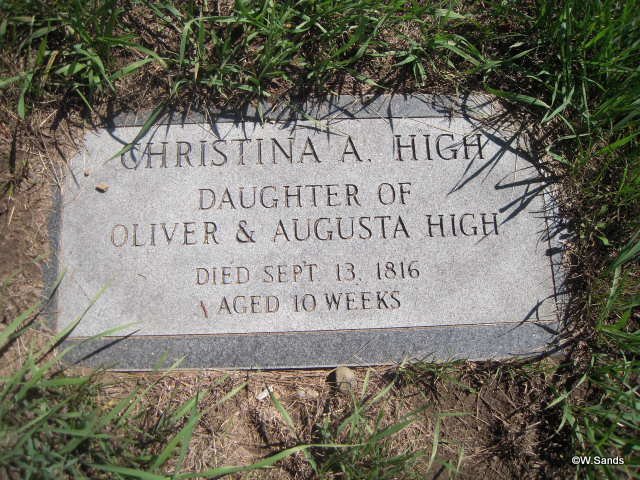 CHRISTINA A. HIGH
DAUGHTER OF
OLIVER & AUGUSTA HIGH
DIED SEPT. 13, 1816
AGED 10 WEEKS
©W.Sands